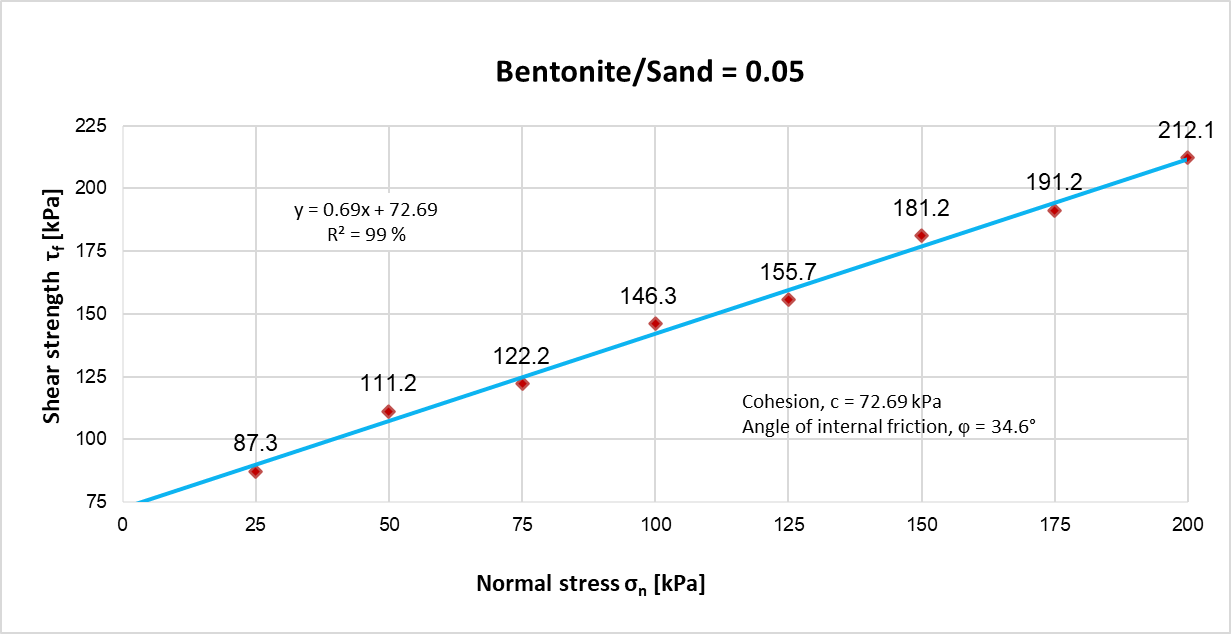 Bentonite/Sand = 0.05
Shear strength τf [kPa]
225
200
175
150
125
100
75
y = 0.69x + 72.69
R² = 99 %
87.3
111.2
122.2
146.3
155.7
181.2
191.2
212.1
Cohesion, c = 72.69 kPa
Angle of internal friction, φ = 34.6°
0 25 50 75 100 125 150 175 200
Normal stress σn [kPa]